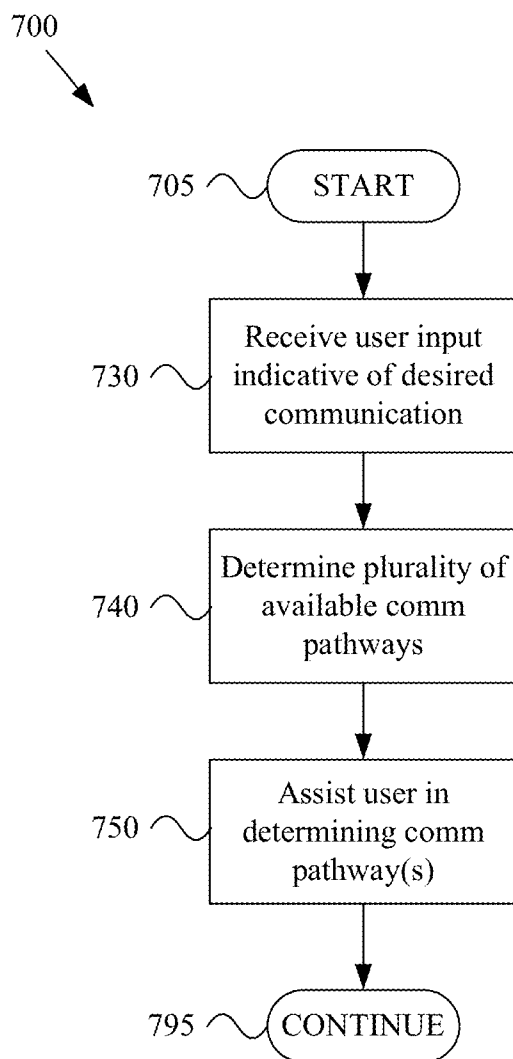 700
705
START
730
Receive user input
indicative of desired
communication
740
Determine plurality of
available comm
pathways
750
Assist user in
determining comm
pathway(s)
795
CONTINUE